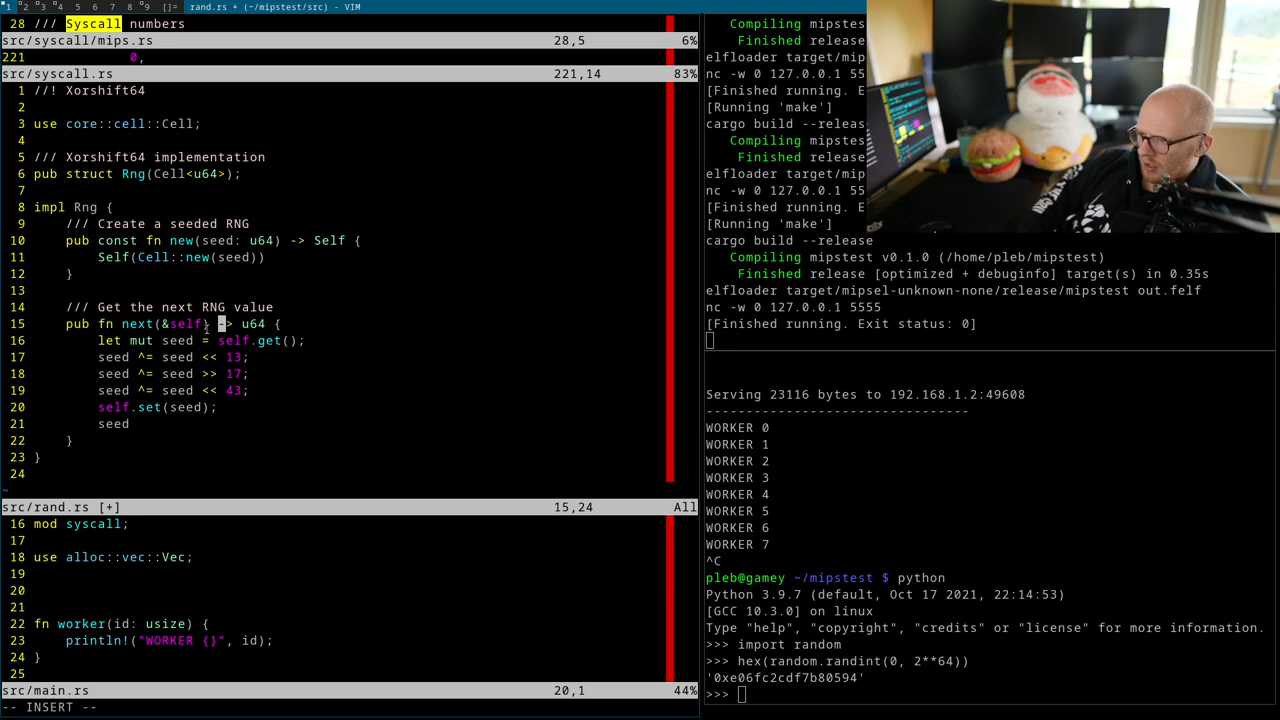 1 2 3 4 5 6 7 8 9 []= rand.rs + (~/mipstest/src) - VIM
28 /// Syscall numbers
src/syscall/mips.rs 28,5 6%
221 0,
src/syscall.rs 221,14 83%
1 //! Xorshift64
2
3 use core::cell::Cell;
4
5 /// Xorshift64 implementation
6 pub struct Rng(Cell<u64>);
7
8 impl Rng {
9 /// Create a seeded RNG
10 pub const fn new(seed: u64) -> Self {
11 Self(Cell::new(seed))
12 }
13
14 /// Get the next RNG value
15 pub fn next(&self) -> u64 {
16 let mut seed = self.get();
17 seed ^= seed << 13;
18 seed ^= seed >> 17;
19 seed ^= seed << 43;
20 self.set(seed);
21 seed
22 }
23 }
24
~
src/rand.rs [+] 15,24 All
16 mod syscall;
17
18 use alloc::vec::Vec;
19
20
21
22 fn worker(id: usize) {
23 println!("WORKER {}", id);
24 }
25
src/main.rs 20,1 44%
-- INSERT --
Compiling mipstes
Finished release
elfloader target/mip
nc -w 0 127.0.0.1 55
[Finished running. E
[Running 'make']
cargo build --releas
Compiling mipstes
Finished release
elfloader target/mip
nc -w 0 127.0.0.1 55
[Finished running. E
[Running 'make']
cargo build --release
Compiling mipstest v0.1.0 (/home/pleb/mipstest)
Finished release [optimized + debuginfo] target(s) in 0.35s
elfloader target/mipsel-unknown-none/release/mipstest out.felf
nc -w 0 127.0.0.1 5555
[Finished running. Exit status: 0]
Serving 23116 bytes to 192.168.1.2:49608
---------------------------------
WORKER 0
WORKER 1
WORKER 2
WORKER 3
WORKER 4
WORKER 5
WORKER 6
WORKER 7
^C
pleb@gamey ~/mipstest $ python
Python 3.9.7 (default, Oct 17 2021, 22:14:53)
[GCC 10.3.0] on linux
Type "help", "copyright", "credits" or "license" for more information.
>>> import random
>>> hex(random.randint(0, 2**64))
'0xe06fc2cdf7b80594'
>>>